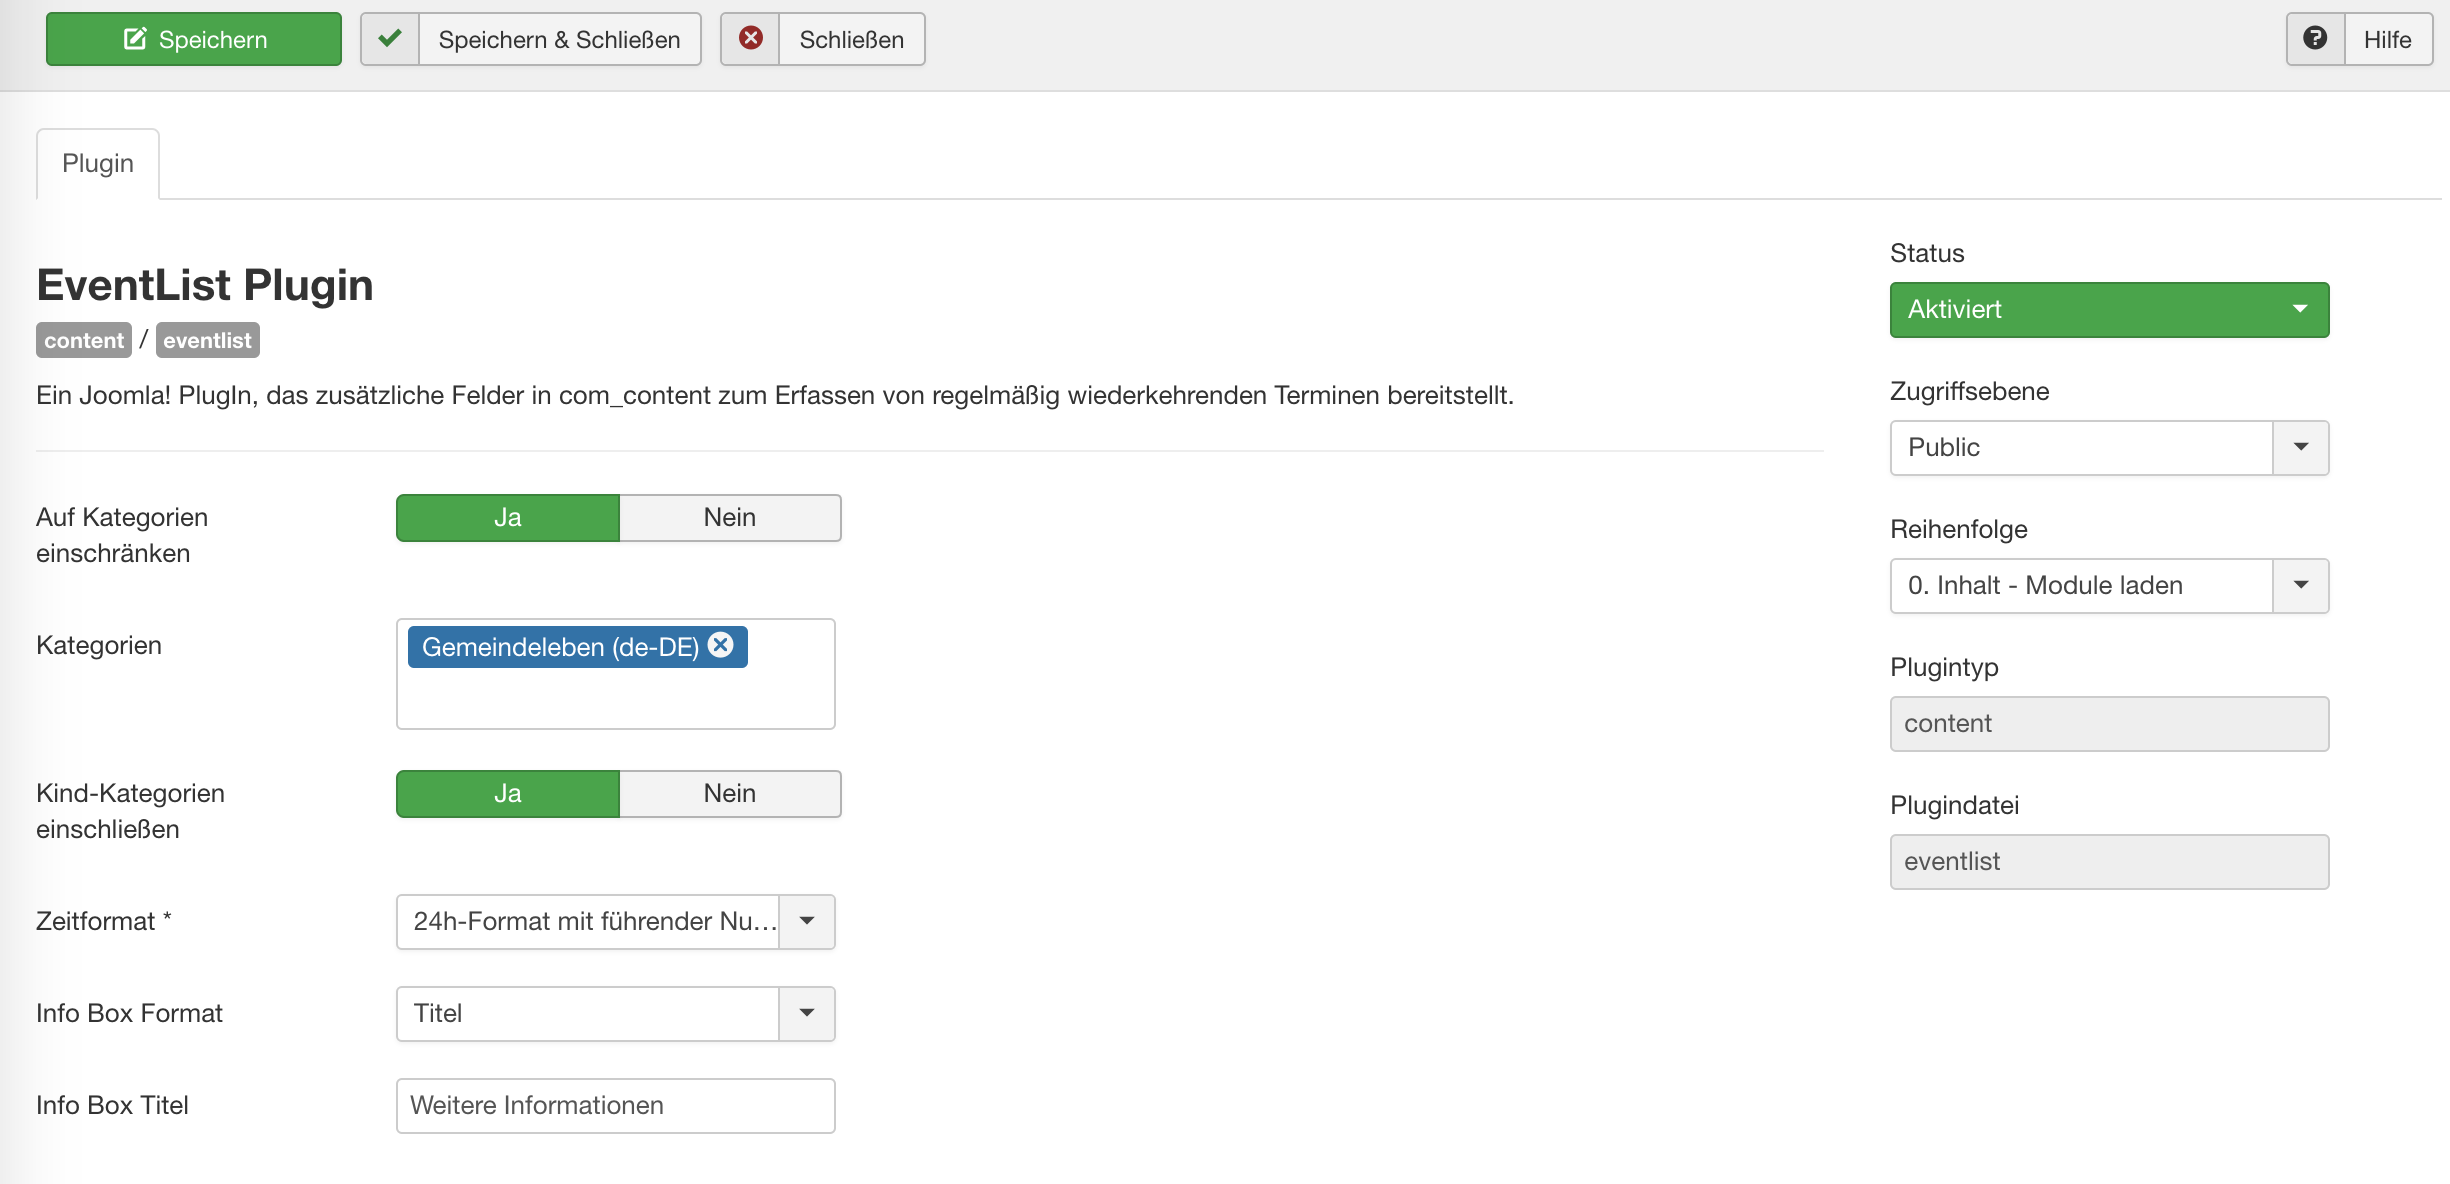 Speichern
Speichern & Schließen
Schließen
Hilfe
Plugin
EventList Plugin
content / eventlist
Ein Joomla! PlugIn, das zusätzliche Felder in com_content zum Erfassen von regelmäßig wiederkehrenden Terminen bereitstellt.
Auf Kategorien
einschränken
Ja
Nein
Kategorien
Gemeindeleben (de-DE)
Kind-Kategorien
einschließen
Ja
Nein
Zeitformat *
24h-Format mit führender Nu...
Info Box Format
Titel
Info Box Titel
Weitere Informationen
Status
Aktiviert
Zugriffsebene
Public
Reihenfolge
0. Inhalt - Module laden
Plugintyp
content
Plugindatei
eventlist